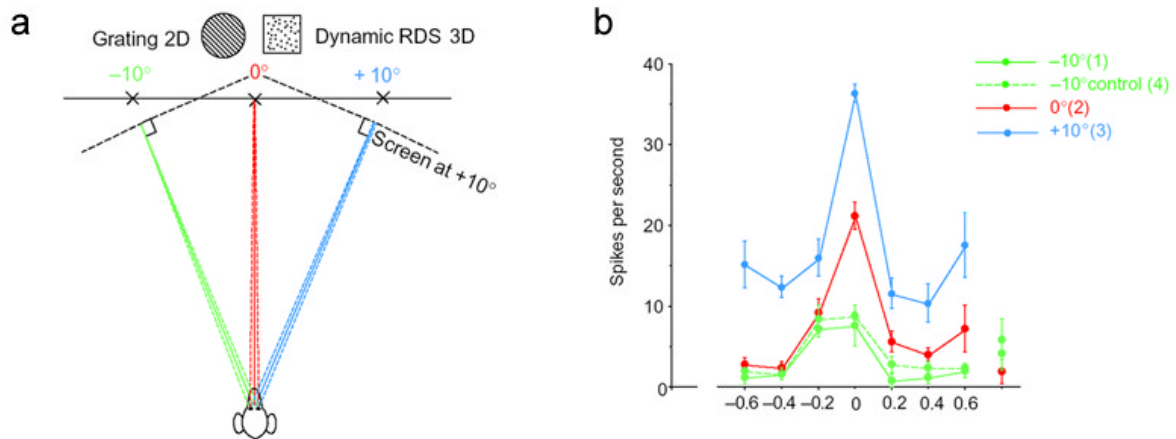 a
Grating 2D
Dynamic RDS 3D
–10°
0°
+ 10°
Screen at +10°
b
–10°(1)
–10°control (4)
0°(2)
+10°(3)
Spikes per second
40
30
20
10
0
–0.6 –0.4 –0.2 0 0.2 0.4 0.6